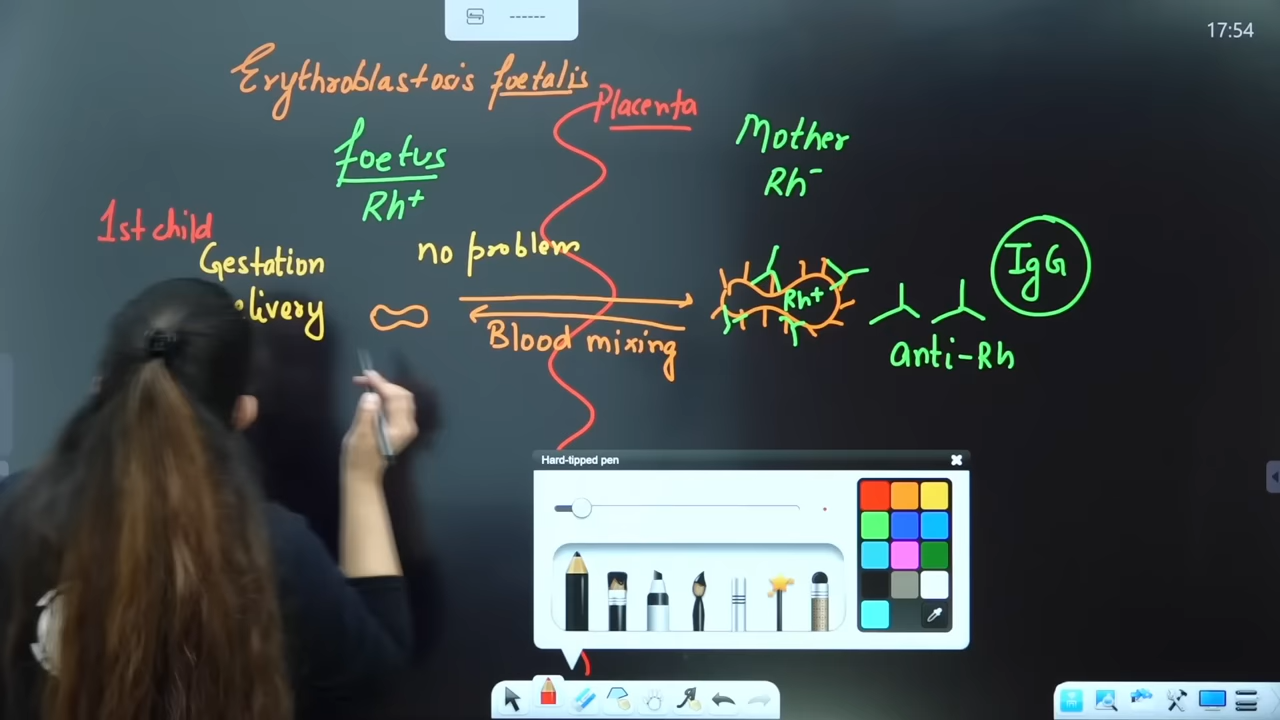 17:54
------
Erythroblastosis foetalis
Placenta
foetus
Rh+
Mother
Rh-
1st child
Gestation
no problem
IgG
Rh+
Blood mixing
anti-Rh
Hard-tipped pen